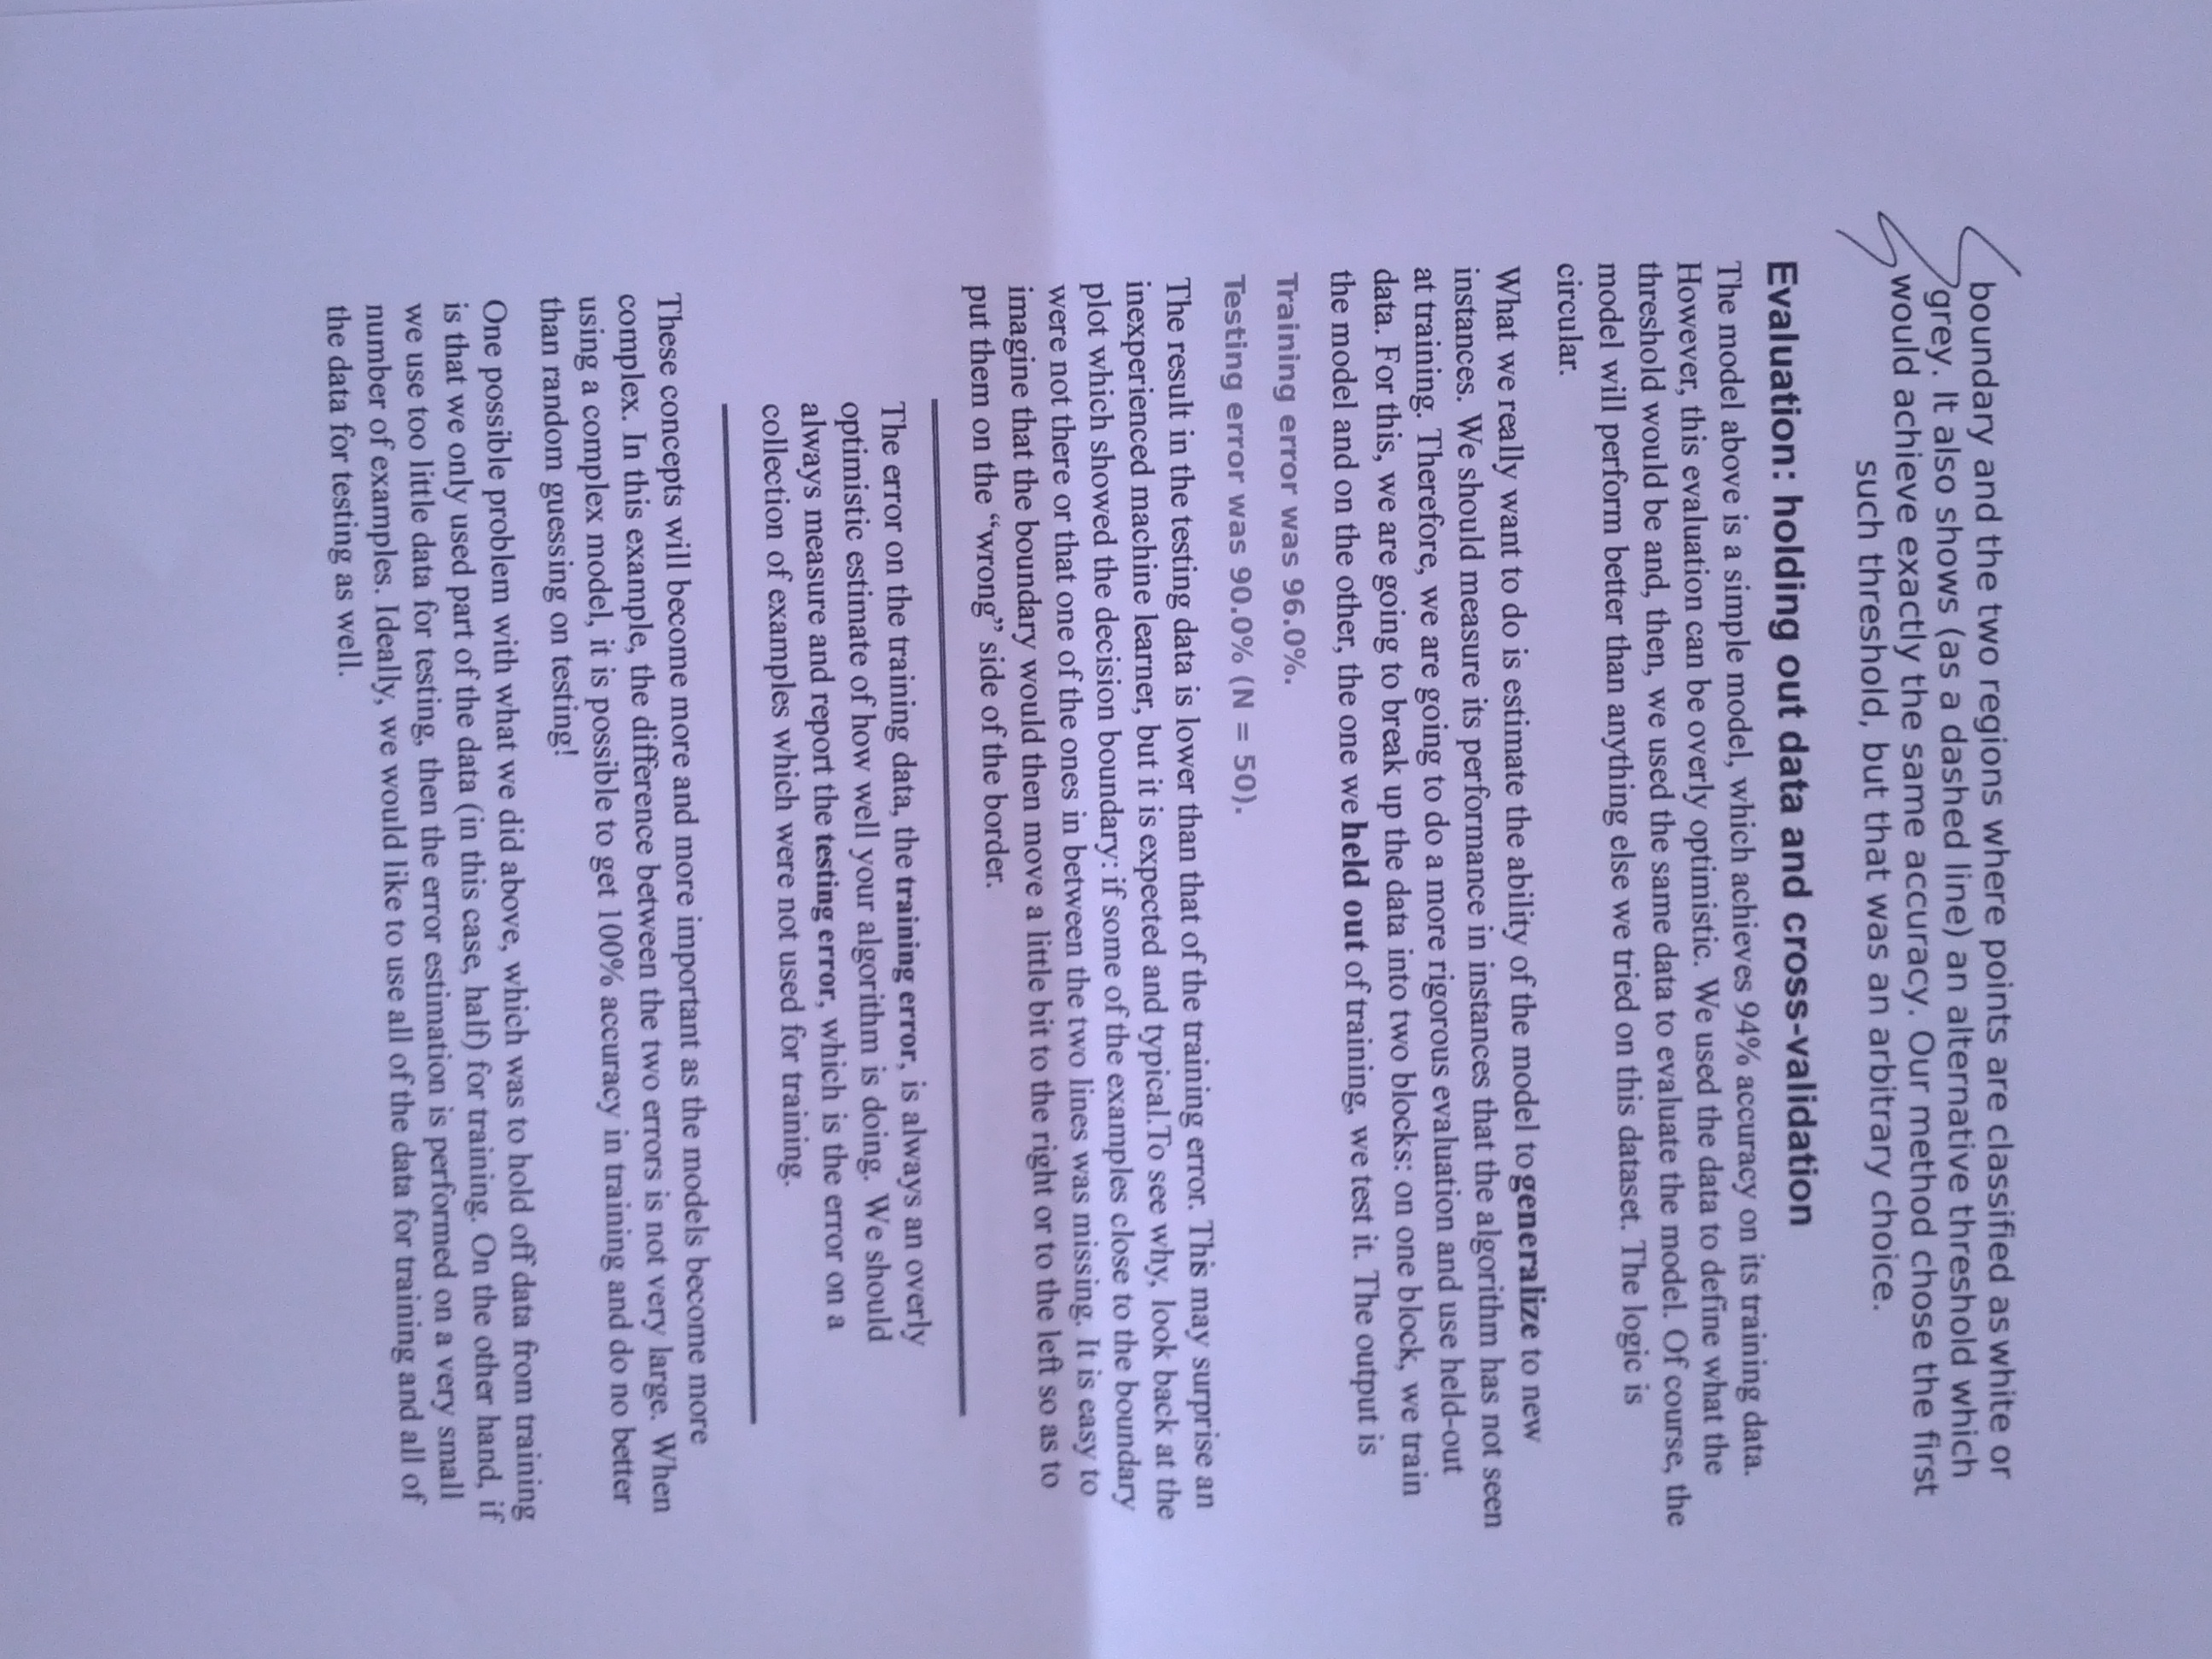 boundary and the two regions where points are classified as white or
grey. It also shows (as a dashed line) an alternative threshold which
would achieve exactly the same accuracy. Our method chose the first
such threshold, but that was an arbitrary choice.
Evaluation: holding out data and cross-validation
The model above is a simple model, which achieves 94% accuracy on its training data.
However, this evaluation can be overly optimistic. We used the data to define what the
threshold would be and, then, we used the same data to evaluate the model. Of course, the
model will perform better than anything else we tried on this dataset. The logic is
circular.
What we really want to do is estimate the ability of the model to generalize to new
instances. We should measure its performance in instances that the algorithm has not seen
at training. Therefore, we are going to do a more rigorous evaluation and use held-out
data. For this, we are going to break up the data into two blocks: on one block, we train
the model and on the other, the one we held out of training, we test it. The output is
Training error was 96.0%.
Testing error was 90.0% (N = 50).
The result in the testing data is lower than that of the training error. This may surprise an
inexperienced machine learner, but it is expected and typical.To see why, look back at the
plot which showed the decision boundary: if some of the examples close to the boundary
were not there or that one of the ones in between the two lines was missing. It is easy to
imagine that the boundary would then move a little bit to the right or to the left so as to
put them on the “wrong” side of the border.
The error on the training data, the training error, is always an overly
optimistic estimate of how well your algorithm is doing. We should
always measure and report the testing error, which is the error on a
collection of examples which were not used for training.
These concepts will become more and more important as the models become more
complex. In this example, the difference between the two errors is not very large. When
using a complex model, it is possible to get 100% accuracy in training and do no better
than random guessing on testing!
One possible problem with what we did above, which was to hold off data from training
is that we only used part of the data (in this case, half) for training. On the other hand, if
we use too little data for testing, then the error estimation is performed on a very small
number of examples. Ideally, we would like to use all of the data for training and all of
the data for testing as well.